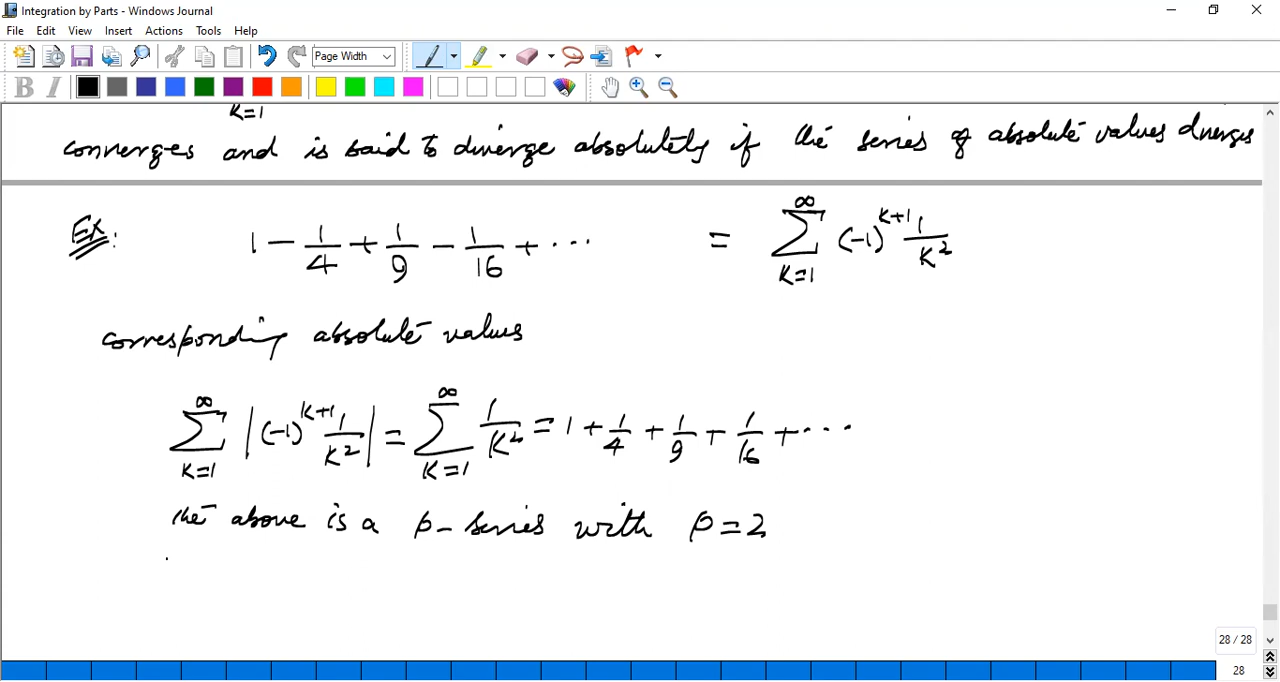 Integration by Parts - Windows Journal
File Edit View Insert Actions Tools Help
Page Width
B I
K=1
converges and is said to diverge absolutely if the series of absolute values diverges
Ex: 1 - 1/4 + 1/9 - 1/16 + ... = ∑_{K=1}^{∞} (-1)^{K+1} 1/K^2
corresponding absolute values
∑_{K=1}^{∞} |(-1)^{K+1} 1/K^2| = ∑_{K=1}^{∞} 1/K^2 = 1 + 1/4 + 1/9 + 1/16 + ...
the above is a p-series with p=2
28 / 28
28